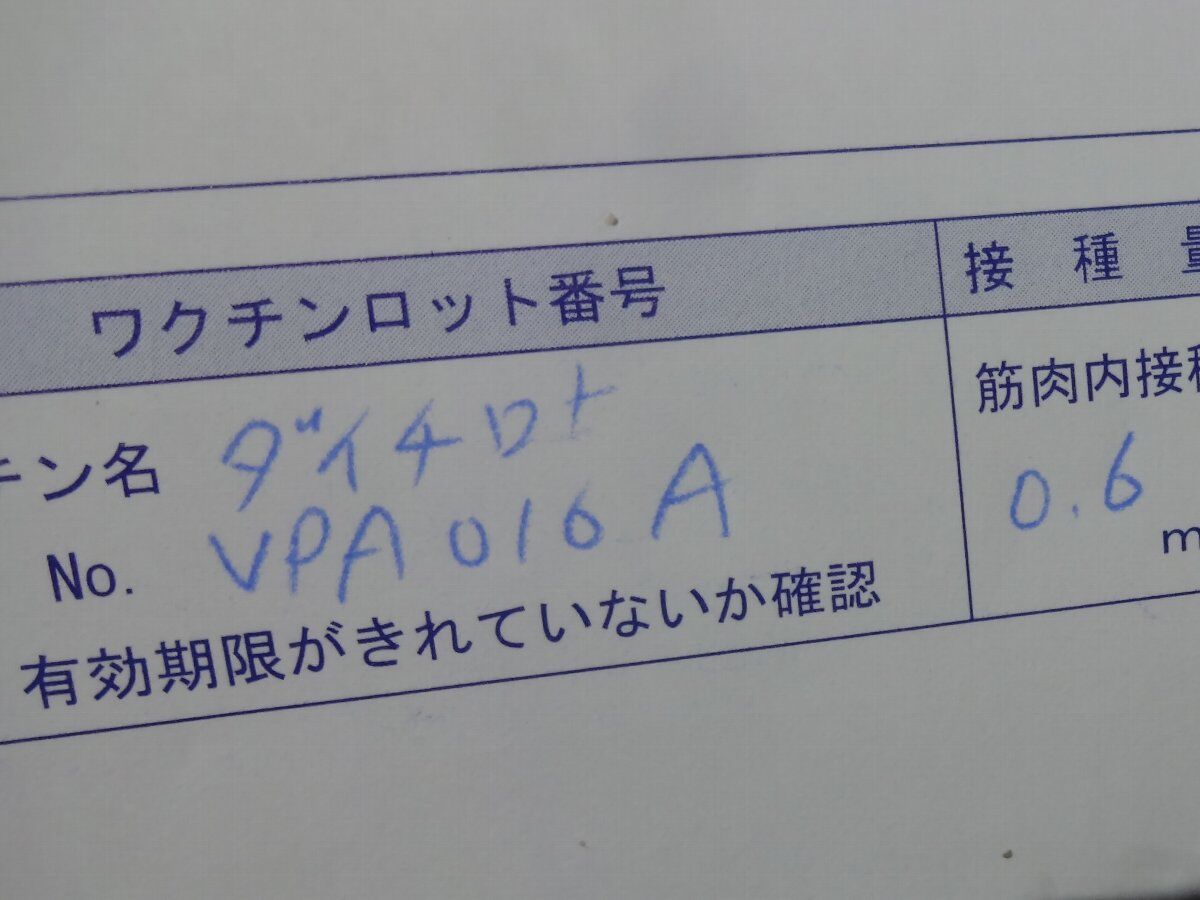 ワクチンロット番号
接種量
チン名 ダイチロト
No. VPA016A
有効期限がきれていないか確認
筋肉内接種
0.6
m